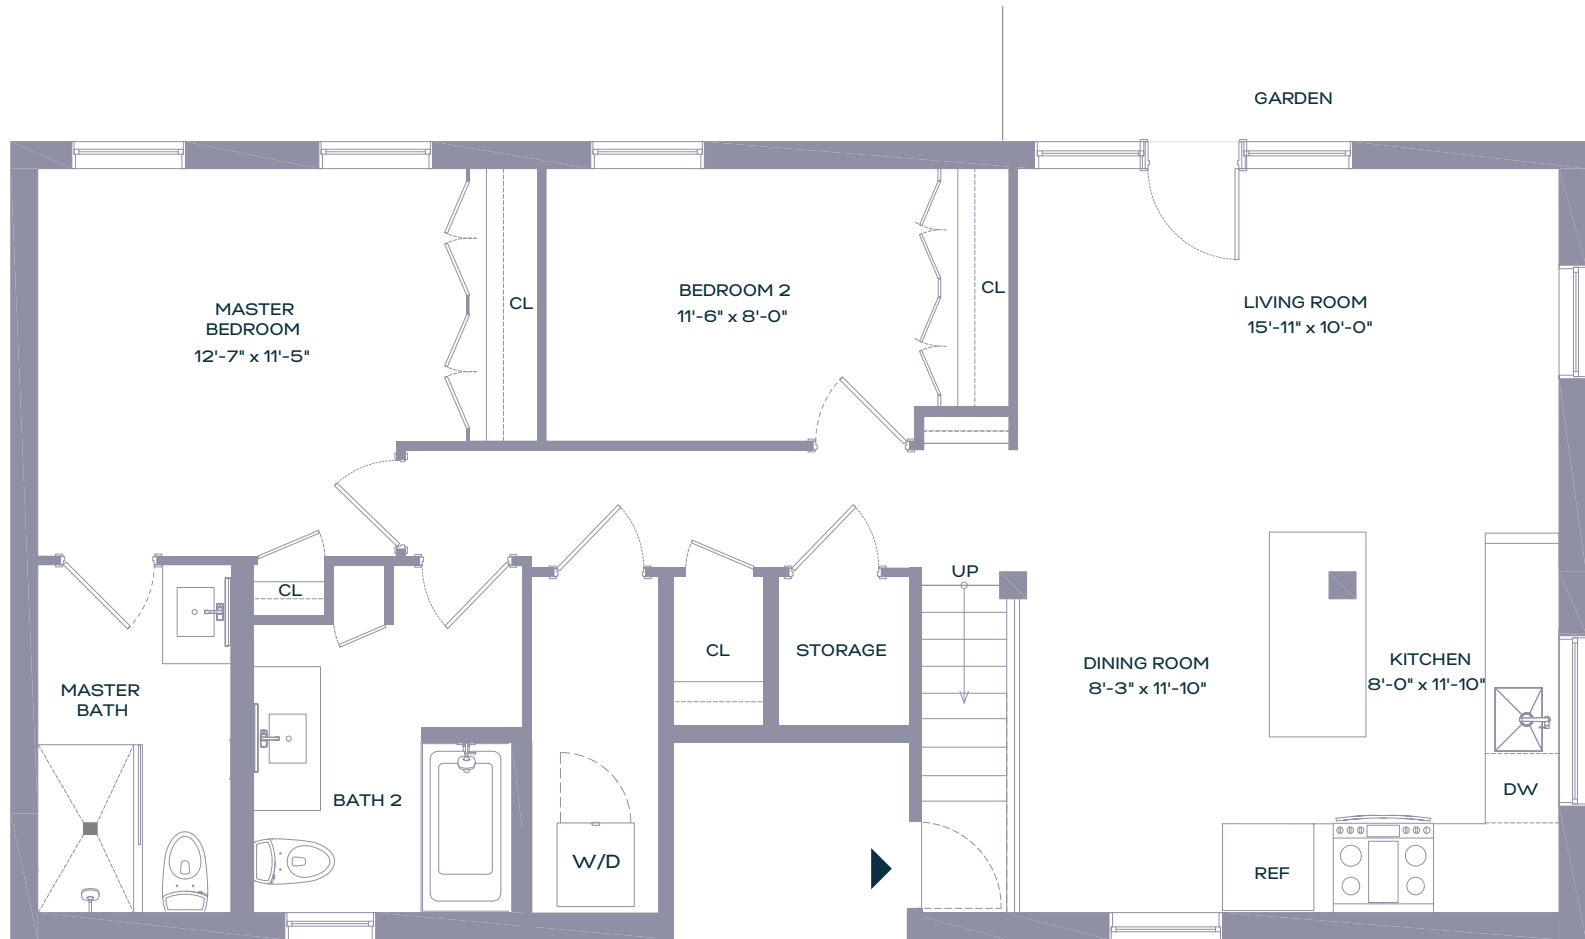 GARDEN
MASTER
BEDROOM
12'-7" x 11'-5"
CL
BEDROOM 2
11'-6" x 8'-0"
CL
LIVING ROOM
15'-11" x 10'-0"
CL
UP
MASTER
BATH
BATH 2
W/D
CL
STORAGE
DINING ROOM
8'-3" x 11'-10"
KITCHEN
8'-0" x 11'-10"
DW
REF